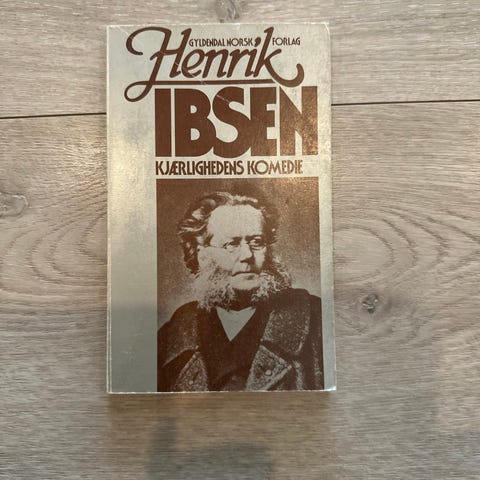 GYLDENDAL NORSK FORLAG
Henrik
IBSEN
KJÆRLIGHEDENS KOMEDIE